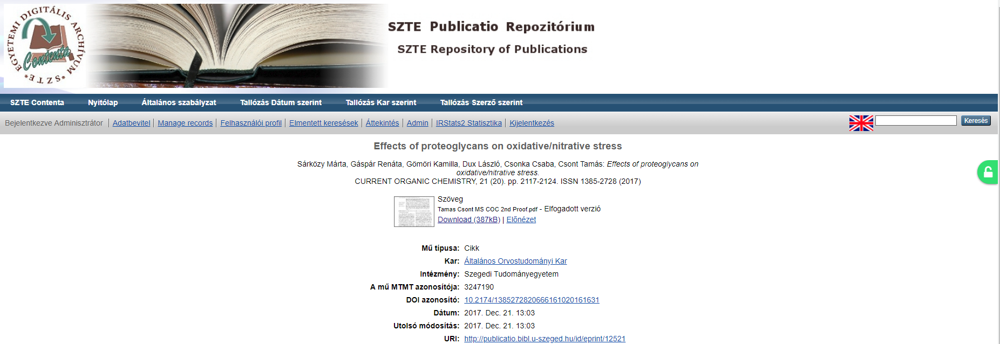 EGYETEMI DIGITÁLIS ARCHÍVUM
Contenta
*SZTE*
SZTE Publicatio Repozitórium
SZTE Repository of Publications
SZTE Contenta Nyitólap Általános szabályzat Tallózás Dátum szerint Tallózás Kar szerint Tallózás Szerző szerint
Bejelentkezve Adminisztrátor | Adatbevitel | Manage records | Felhasználói profil | Elmentett keresések | Áttekintés | Admin | IRStats2 Statisztika | Kijelentkezés Keresés
Effects of proteoglycans on oxidative/nitrative stress
Sárközy Márta, Gáspár Renáta, Gömöri Kamilla, Dux László, Csonka Csaba, Csont Tamás: Effects of proteoglycans on
oxidative/nitrative stress.
CURRENT ORGANIC CHEMISTRY, 21 (20). pp. 2117-2124. ISSN 1385-2728 (2017)
Szöveg
Tamas Csont MS COC 2nd Proof.pdf - Elfogadott verzió
Download (387kB) | Előnézet
Mű típusa: Cikk
Kar: Általános Orvostudományi Kar
Intézmény: Szegedi Tudományegyetem
A mű MTMT azonosítója: 3247190
DOI azonosító: 10.2174/1385272820666161020161631
Dátum: 2017. Dec. 21. 13:03
Utolsó módosítás: 2017. Dec. 21. 13:03
URI: http://publicatio.bibl.u-szeged.hu/id/eprint/12521